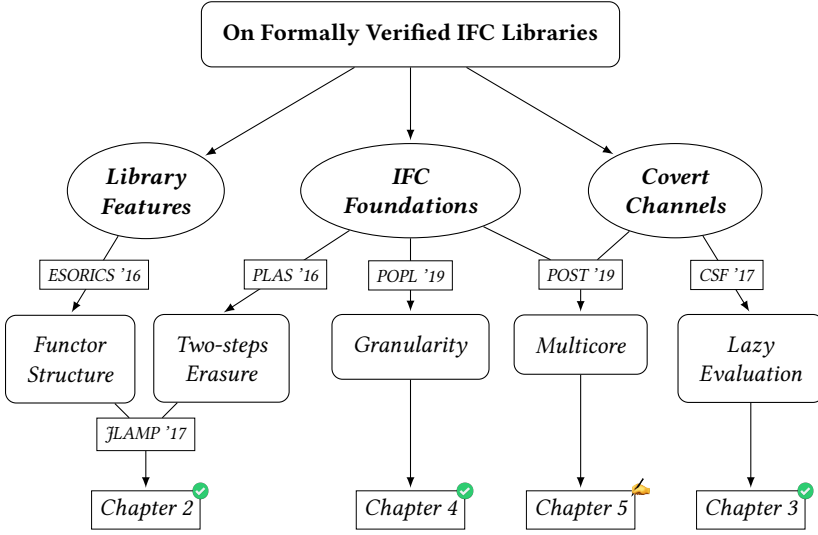 On Formally Verified IFC Libraries
Library
Features
IFC
Foundations
Covert
Channels
ESORICS '16
PLAS '16
POPL '19
POST '19
CSF '17
Functor
Structure
Two-steps
Erasure
Granularity
Multicore
Lazy
Evaluation
JLAMP '17
Chapter 2
Chapter 4
Chapter 5
Chapter 3